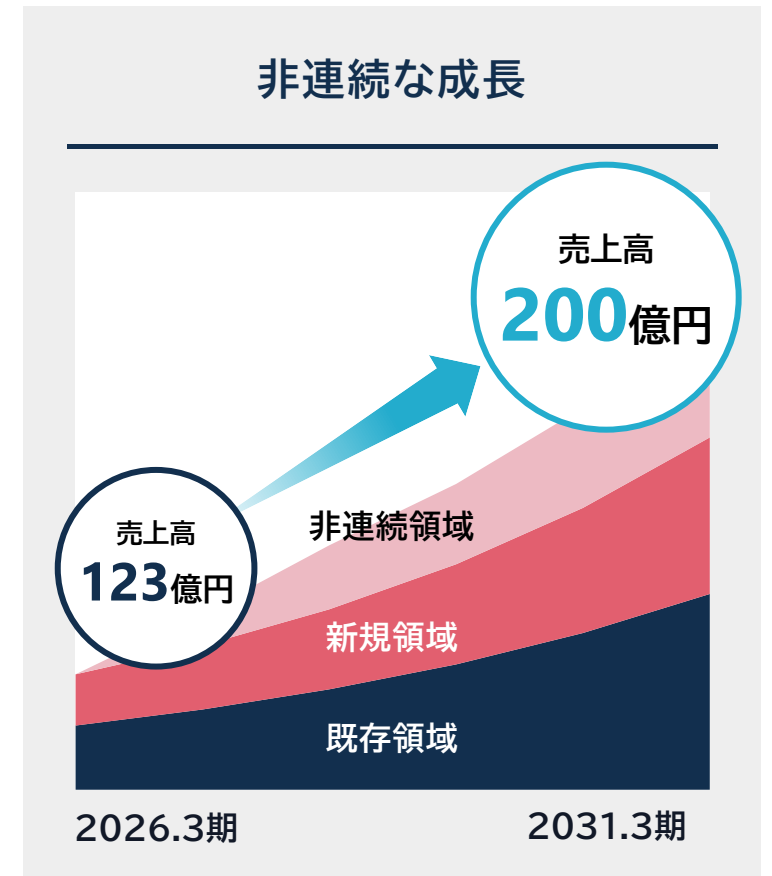 非連続な成長
売上高
200億円
売上高
123億円
非連続領域
新規領域
既存領域
2026.3期
2031.3期